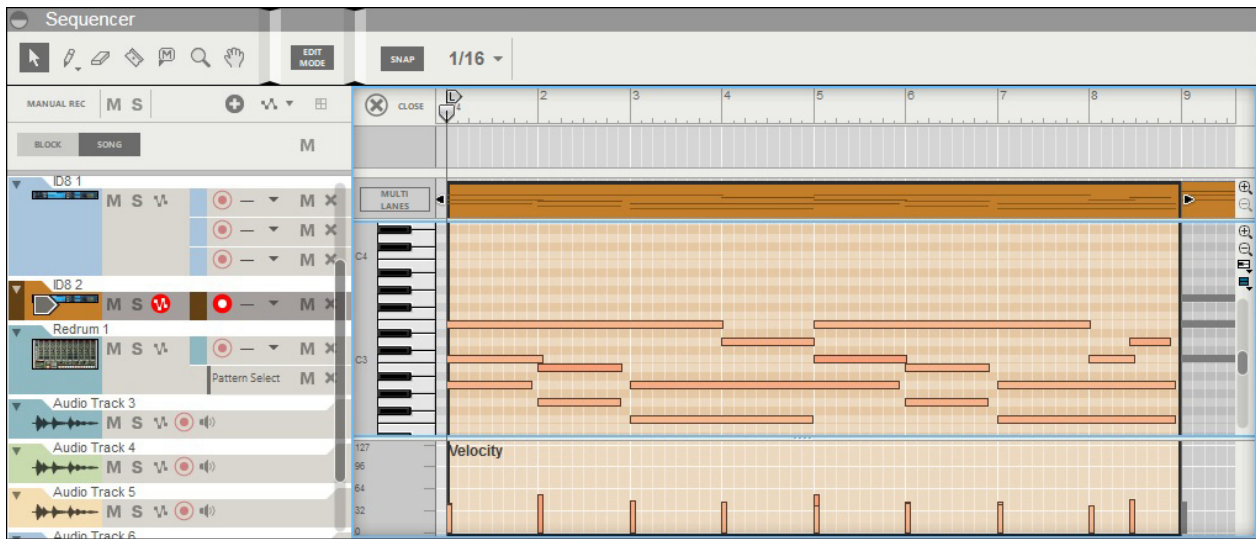 Sequencer
EDIT
MODE
SNAP
1/16
MANUAL REC
M S
CLOSE
L
2 3 4 5 6 7 8 9
BLOCK
SONG
M
ID8 1
M S
M
M
M
MULTI
LANES
C4
ID8 2
M S
M
Redrum 1
M S
M
Pattern Select
M
C3
Audio Track 3
M S
Audio Track 4
M S
Audio Track 5
M S
Audio Track 6
Velocity
127
96
64
32
0